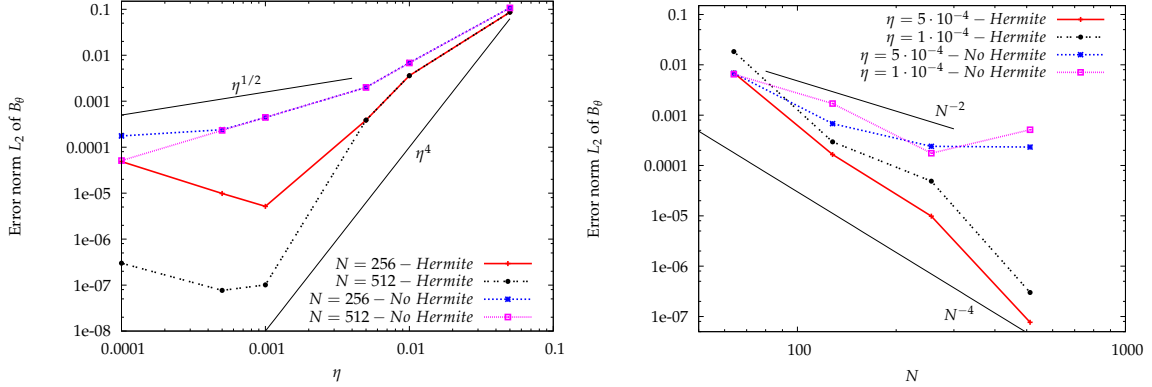 0.1
0.01
0.001
0.0001
1e-05
1e-06
1e-07
1e-08
0.0001
0.001
0.01
0.1
Error norm L₂ of B_θ
η
η^{1/2}
η⁴
N = 256 – Hermite
N = 512 – Hermite
N = 256 – No Hermite
N = 512 – No Hermite
0.1
0.01
0.001
0.0001
1e-05
1e-06
1e-07
100
1000
Error norm L₂ of B_θ
N
η = 5 · 10⁻⁴ – Hermite
η = 1 · 10⁻⁴ – Hermite
η = 5 · 10⁻⁴ – No Hermite
η = 1 · 10⁻⁴ – No Hermite
N⁻²
N⁻⁴